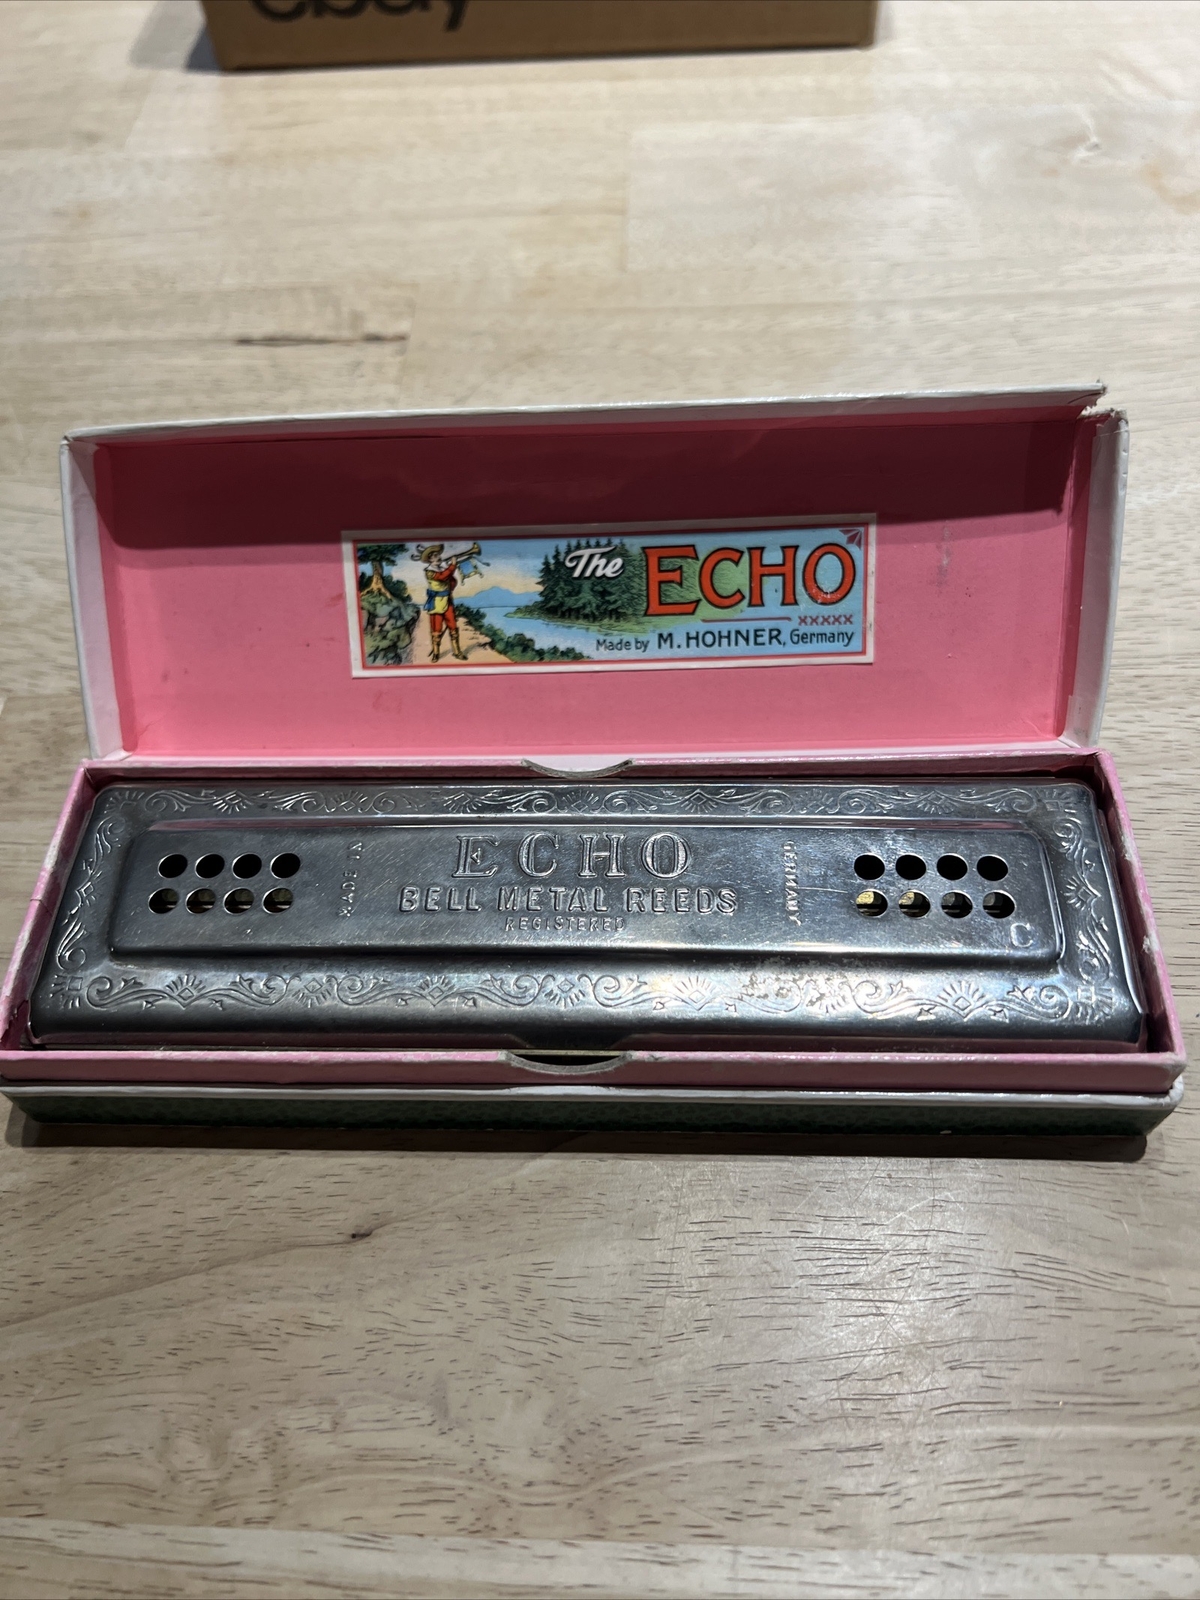 The ECHO
xxxxx
Made by M. HOHNER, Germany
ECHO
MADE IN
BELL METAL REEDS
GERMANY
REGISTERED
C